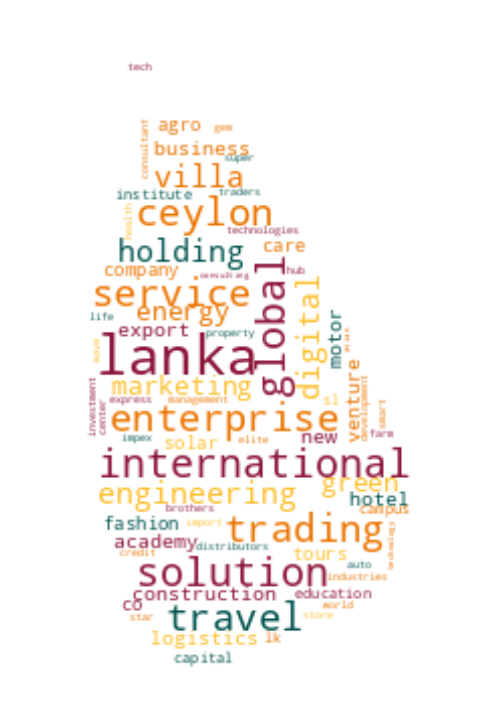 tech
consultant
agro
gem
business
super
villa
institute
traders
health
ceylon
technologies
holding
care
company
consulting
hub
global
service
digital
energy
life
motor
export
property
lanka
marketing
investment
center
express
management
sl
venture
development
smart
enterprise
impex
solar
elite
new
farm
international
engineering
green
hotel
brothers
campus
fashion
import
trading
technology
academy
distributors
credit
tours
auto
solution
industries
construction
education
co
world
star
travel
store
logistics
lk
capital